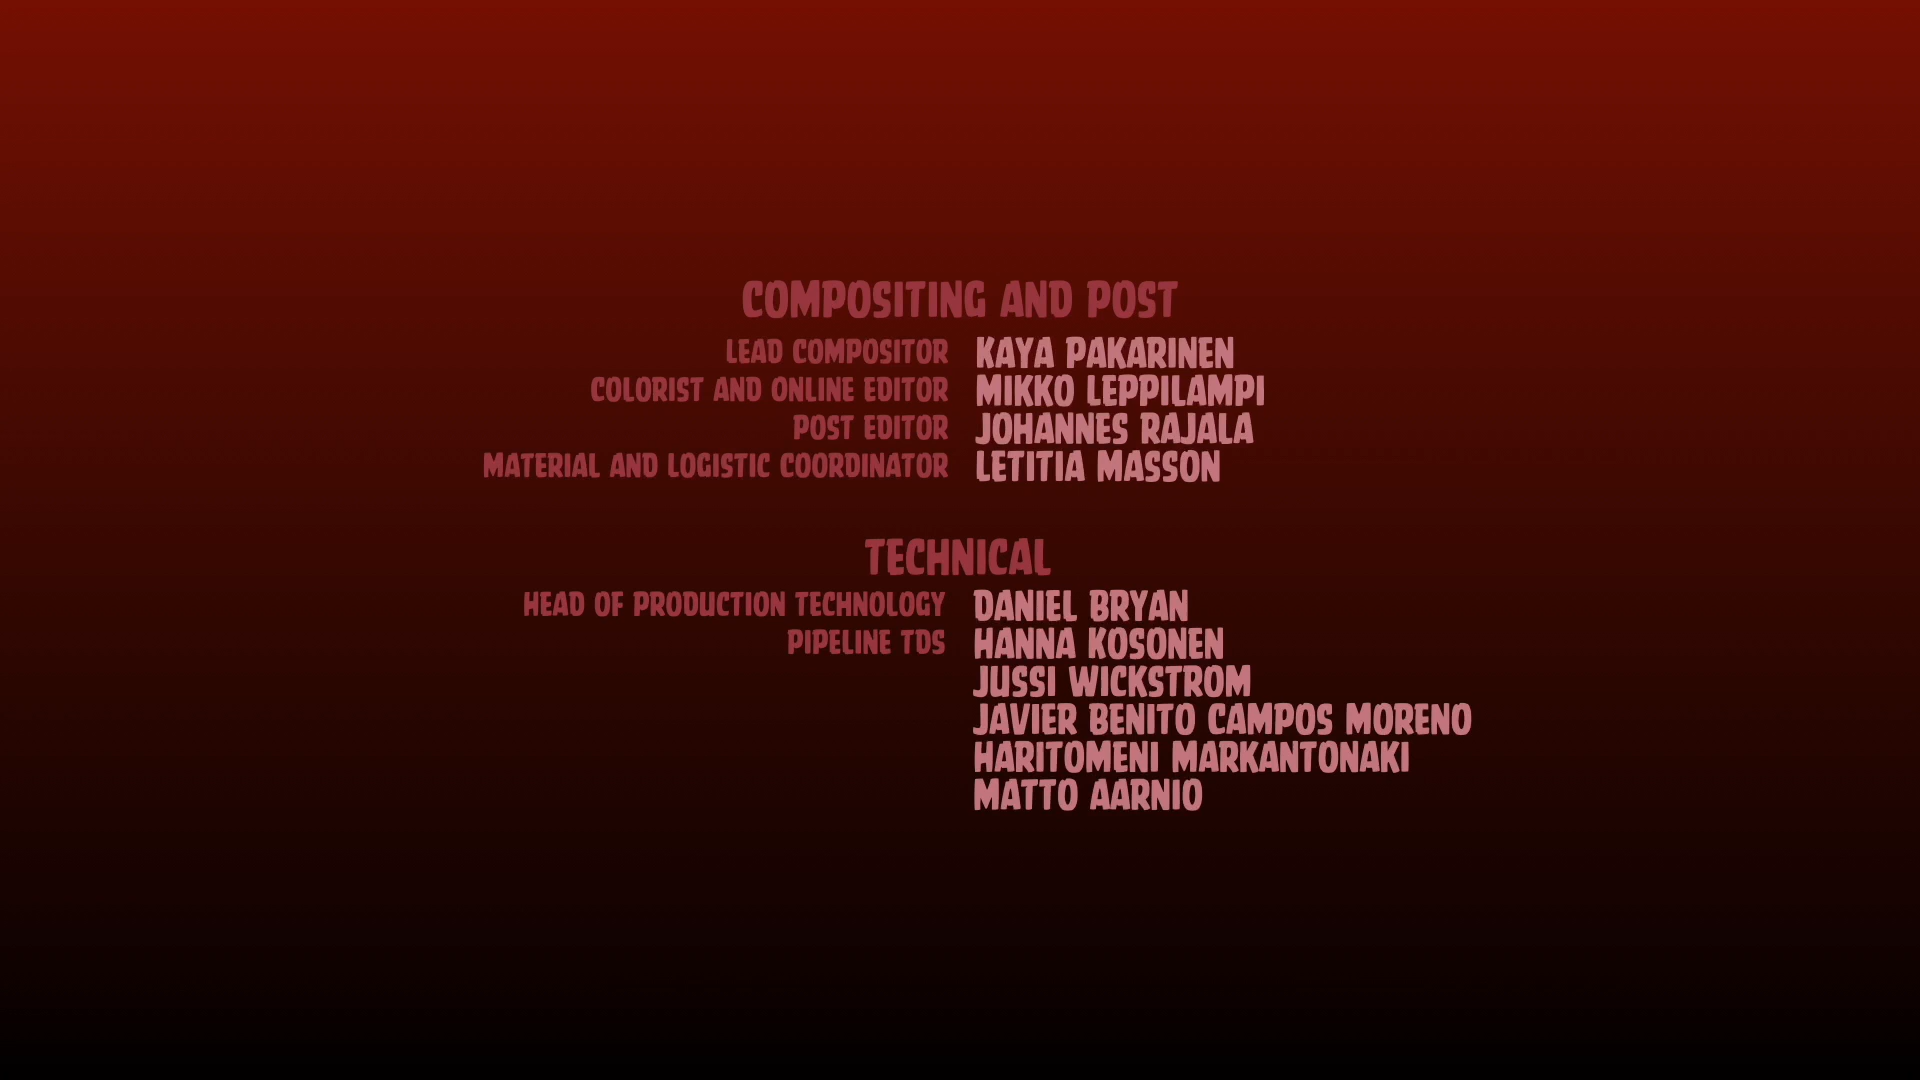 COMPOSITING AND POST
LEAD COMPOSITOR KAYA PAKARINEN
COLORIST AND ONLINE EDITOR MIKKO LEPPILAMPI
POST EDITOR JOHANNES RAJALA
MATERIAL AND LOGISTIC COORDINATOR LETITIA MASSON
TECHNICAL
HEAD OF PRODUCTION TECHNOLOGY DANIEL BRYAN
PIPELINE TDS HANNA KOSONEN
JUSSI WICKSTROM
JAVIER BENITO CAMPOS MORENO
HARITOMENI MARKANTONAKI
MATTO AARNIO